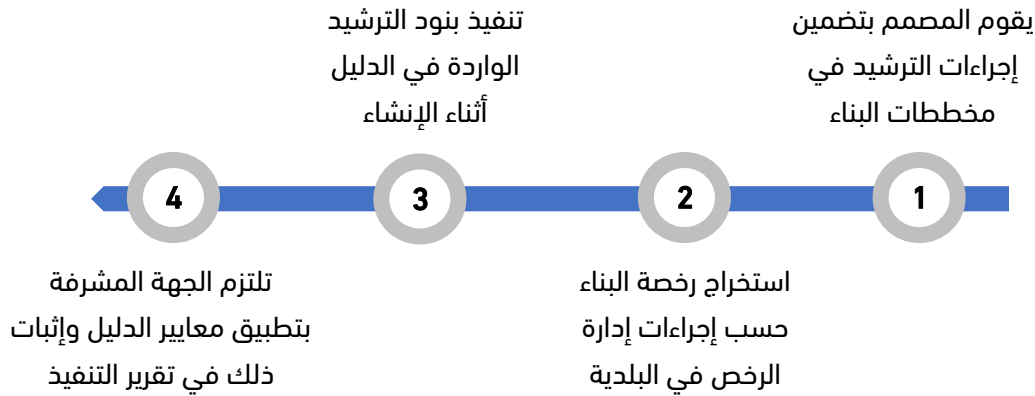 يقوم المصمم بتضمين
إجراءات الترشيد في
مخططات البناء
1
استخراج رخصة البناء
حسب إجراءات إدارة
الرخص في البلدية
2
تنفيذ بنود الترشيد
الواردة في الدليل
أثناء الإنشاء
3
تلتزم الجهة المشرفة
بتطبيق معايير الدليل وإثبات
ذلك في تقرير التنفيذ
4